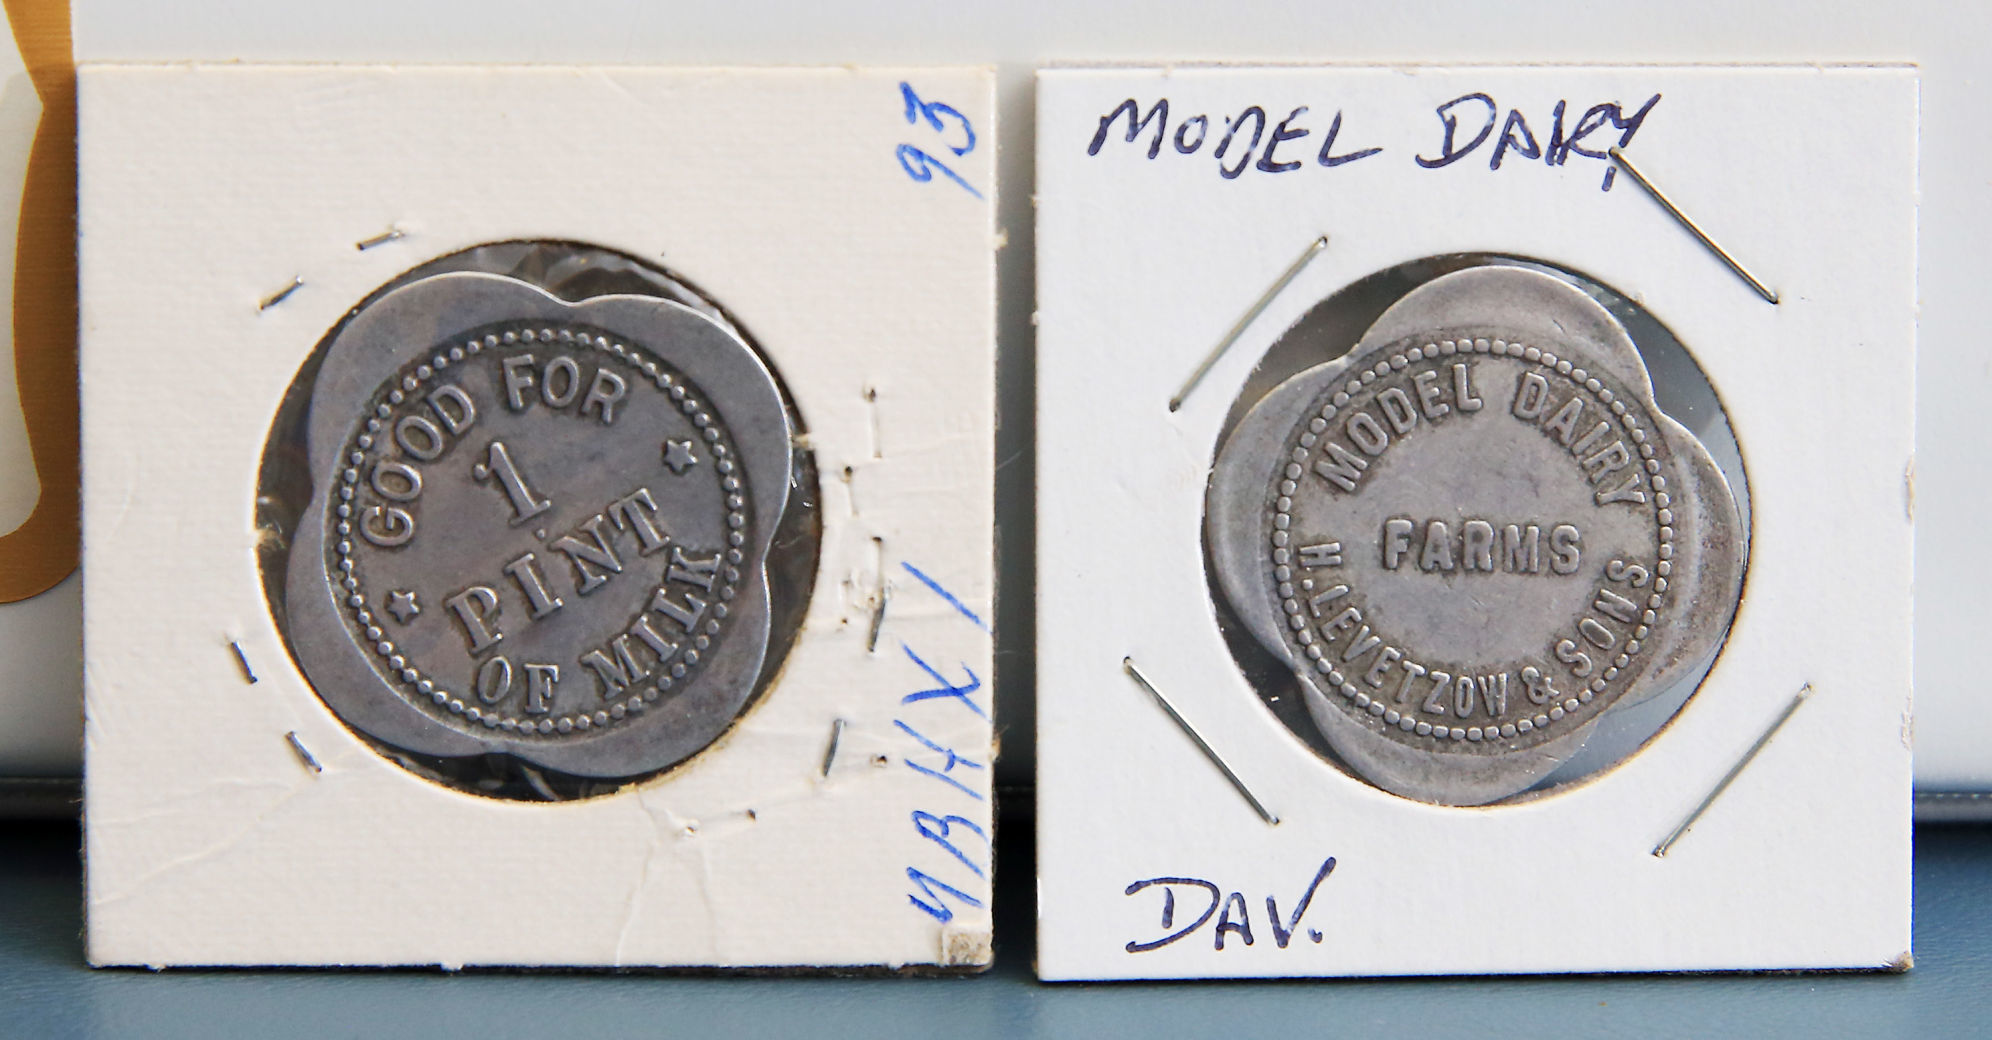 93
GOOD FOR
1
PINT
OF MILK
MODEL DAIRY
MODEL DAIRY
FARMS
H. LEVETZOW & SONS
DAV.